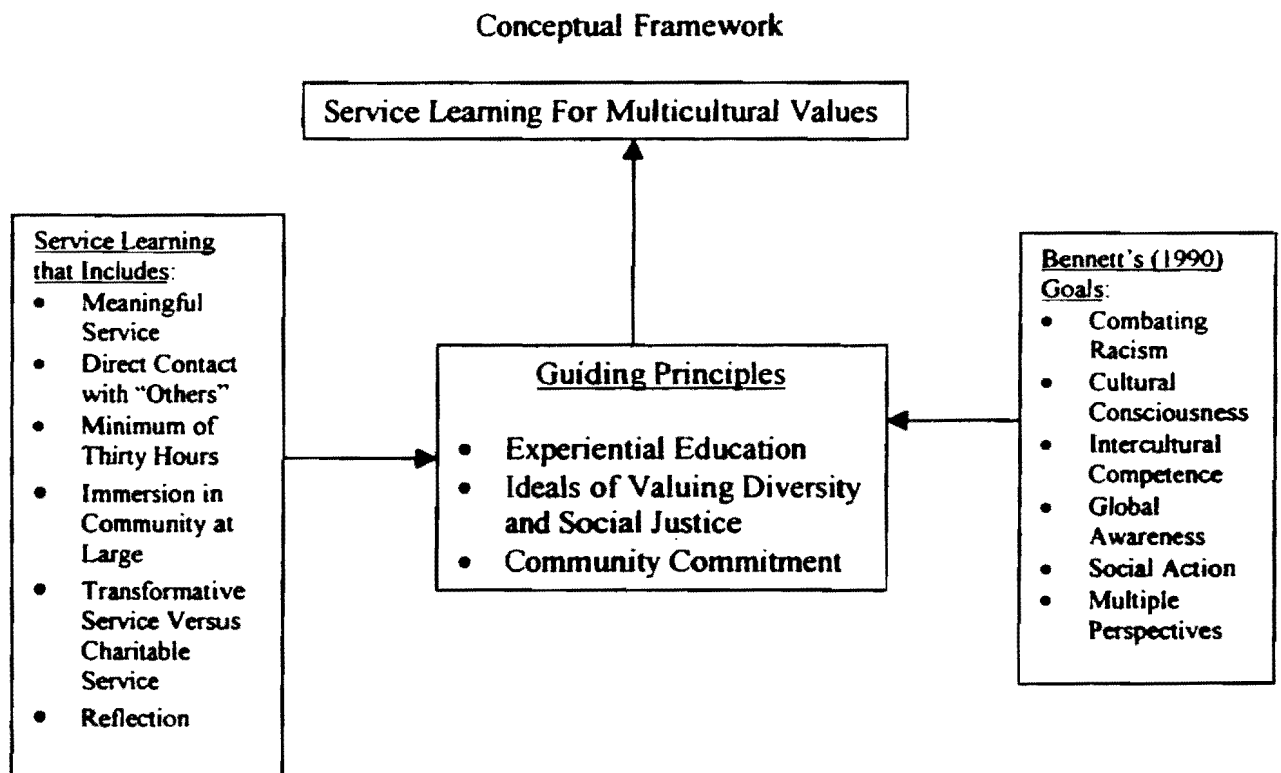 Conceptual Framework
Service Learning For Multicultural Values
Service Learning
that Includes:
• Meaningful
Service
• Direct Contact
with "Others"
• Minimum of
Thirty Hours
• Immersion in
Community at
Large
• Transformative
Service Versus
Charitable
Service
• Reflection
Guiding Principles
• Experiential Education
• Ideals of Valuing Diversity
and Social Justice
• Community Commitment
Bennett's (1990)
Goals:
• Combating
Racism
• Cultural
Consciousness
• Intercultural
Competence
• Global
Awareness
• Social Action
• Multiple
Perspectives